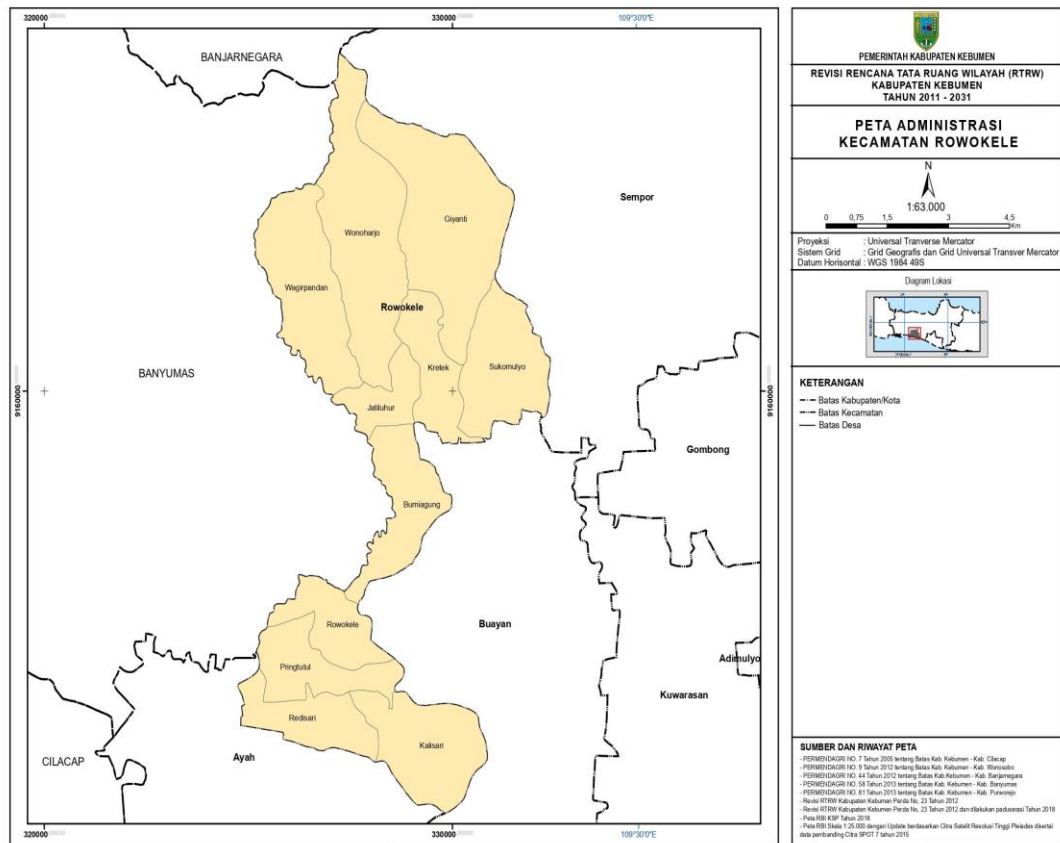 320000
330000
109°30'0"E
BANJARNEGARA
Sempor
Giyanti
Wonoharjo
Wagirpandan
Rowokele
Kretek
Sukomulyo
BANYUMAS
Jatiluhur
9160000
9160000
Gombong
Bumiagung
Rowokele
Buayan
Adimulyo
Pringtutul
Kuwarasan
Redisari
Kalisari
Ayah
CILACAP
320000
330000
109°30'0"E
PEMERINTAH KABUPATEN KEBUMEN
REVISI RENCANA TATA RUANG WILAYAH (RTRW)
KABUPATEN KEBUMEN
TAHUN 2011 - 2031
PETA ADMINISTRASI
KECAMATAN ROWOKELE
N
1:63.000
0 0,75 1,5 3 4,5
Km
Proyeksi : Universal Tranverse Mercator
Sistem Grid : Grid Geografis dan Grid Universal Transver Mercator
Datum Horisontal : WGS 1984 49S
Diagram Lokasi
KETERANGAN
Batas Kabupaten/Kota
Batas Kecamatan
Batas Desa
SUMBER DAN RIWAYAT PETA
- PERMENDAGRI NO. 7 Tahun 2005 tentang Batas Kab. Kebumen - Kab. Cilacap
- PERMENDAGRI NO. 9 Tahun 2012 tentang Batas Kab. Kebumen - Kab. Wonosobo
- PERMENDAGRI NO. 44 Tahun 2012 tentang Batas Kab.Kebumen - Kab. Banjarnegara
- PERMENDAGRI NO. 58 Tahun 2013 tentang Batas Kab. Kebumen - Kab. Banyumas
- PERMENDAGRI NO. 81 Tahun 2013 tentang Batas Kab. Kebumen - Kab. Purworejo
- Revisi RTRW Kabupaten Kebumen Perda No. 23 Tahun 2012
- Revisi RTRW Kabupaten Kebumen Perda No. 23 Tahun 2012 dan dilakukan paduserasi Tahun 2018
- Peta RBI KSP Tahun 2018
- Peta RBI Skala 1:25.000 dengan Update berdasarkan Citra Satelit Resolusi Tinggi Pleiades disertai
data pembanding Citra SPOT 7 tahun 2015